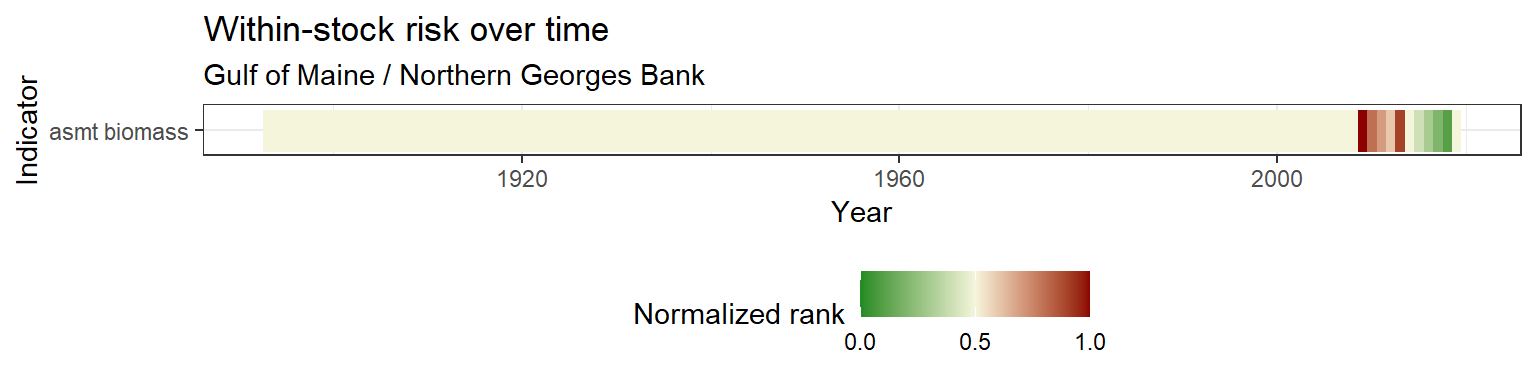 Within-stock risk over time
Gulf of Maine / Northern Georges Bank
Indicator
asmt biomass
1920 1960 2000
Year
Normalized rank
0.0 0.5 1.0